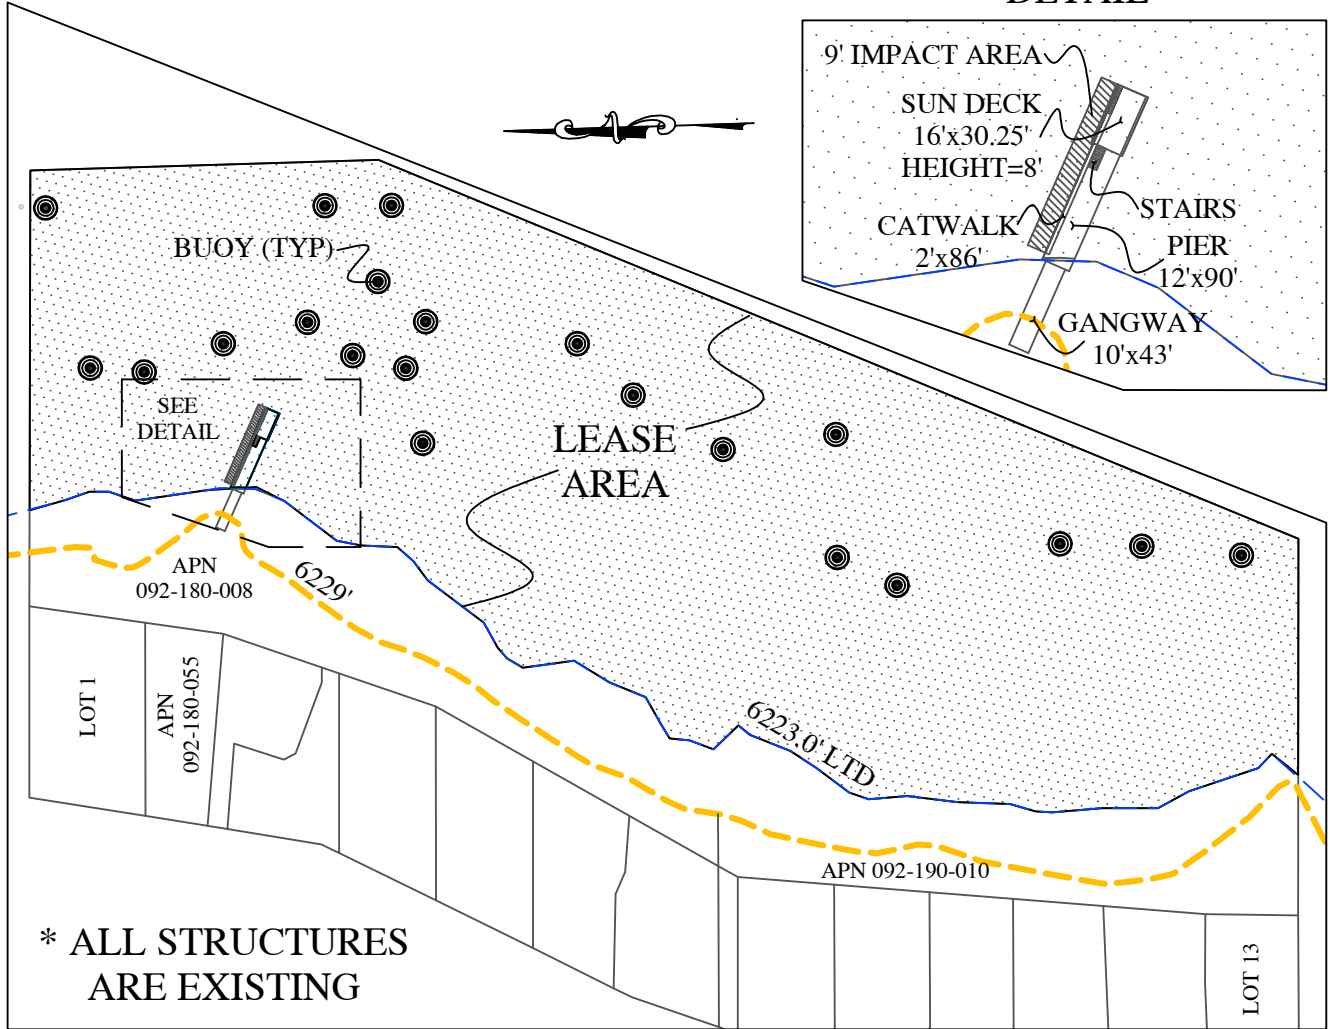 DETAIL
9' IMPACT AREA
SUN DECK
16'x30.25'
HEIGHT=8'
CATWALK
2'x86'
STAIRS
PIER
12'x90'
GANGWAY
10'x43'
BUOY (TYP)
SEE
DETAIL
LEASE
AREA
APN
092-180-008
6229'
LOT 1
APN
092-180-055
6223.0' LTD
APN 092-190-010
* ALL STRUCTURES
ARE EXISTING
LOT 13